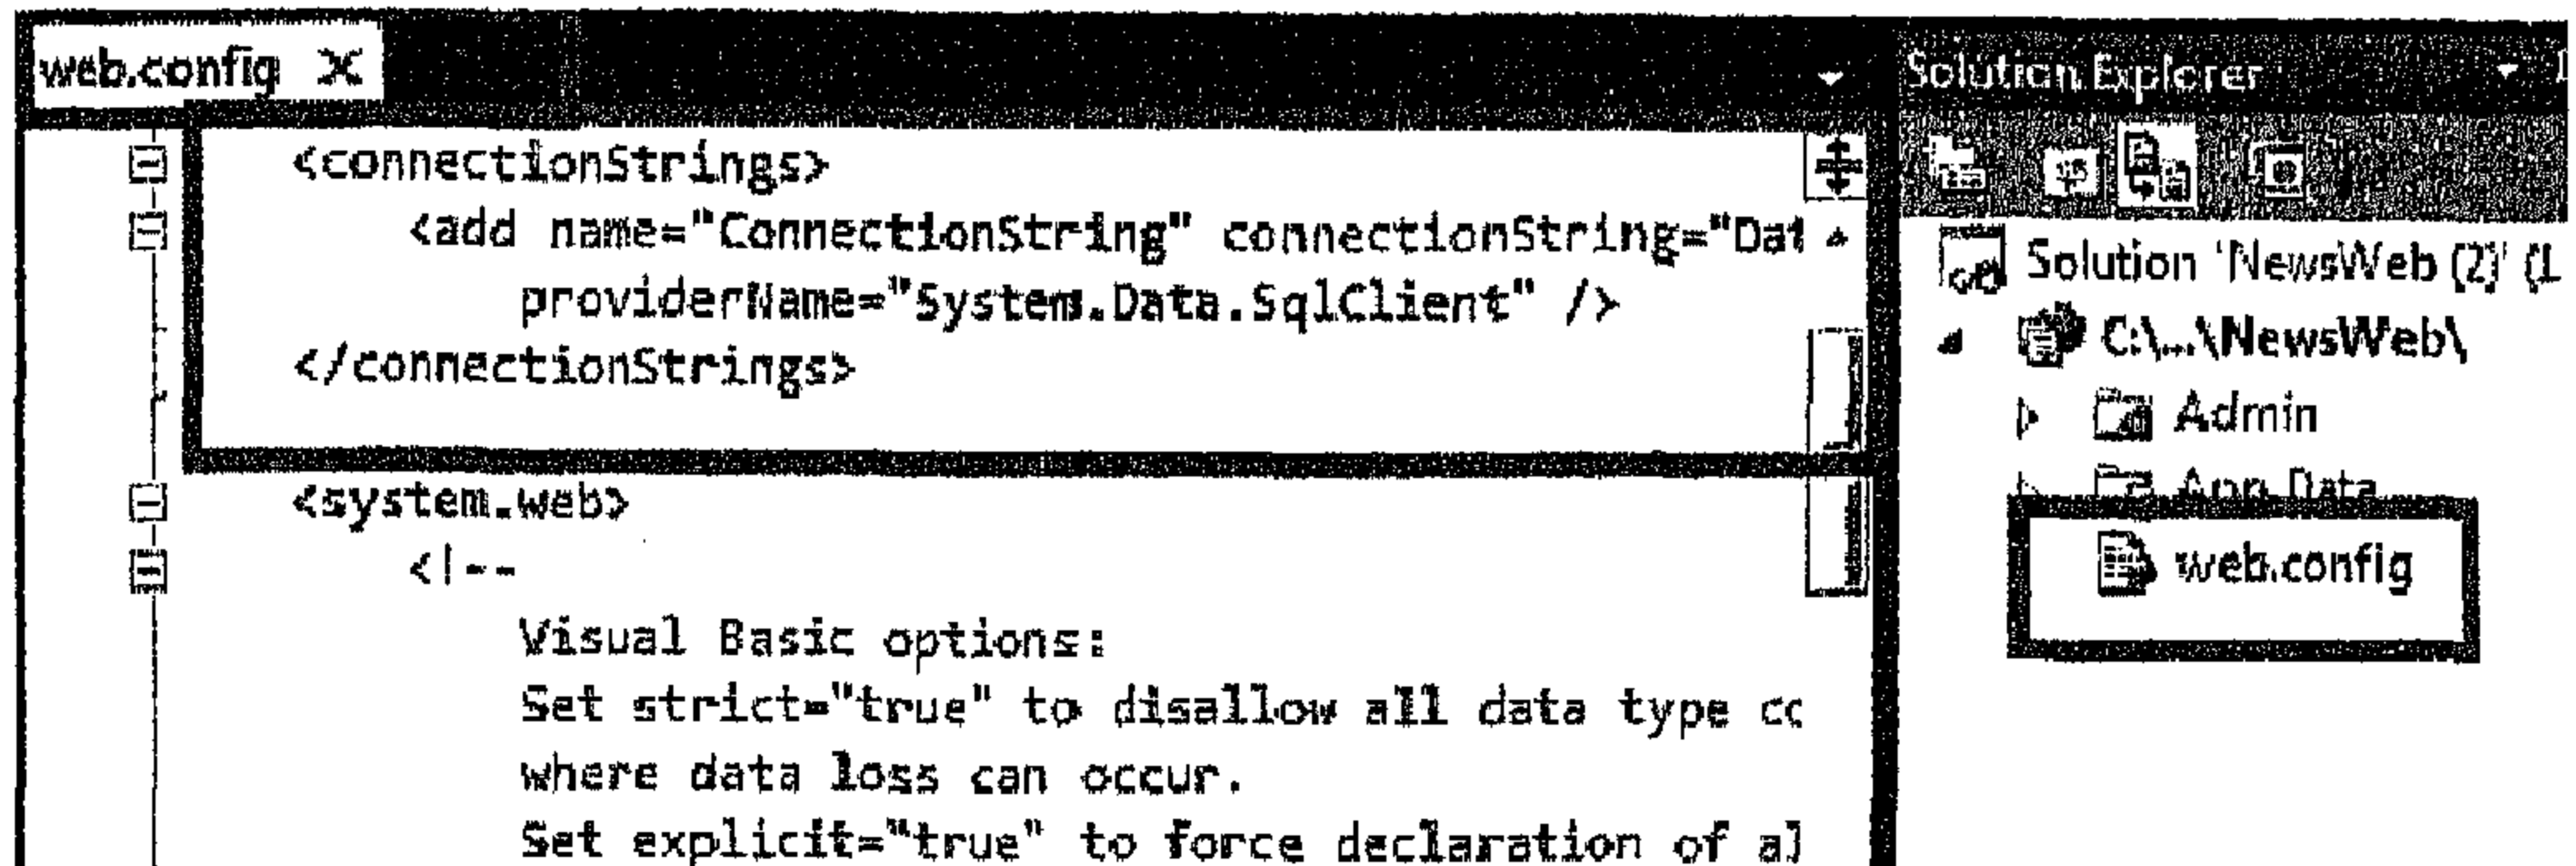 web.config
<connectionStrings>
<add name="ConnectionString" connectionString="Dat
providerName="System.Data.SqlClient" />
</connectionStrings>
<system.web>
<!--
Visual Basic options:
Set strict="true" to disallow all data type co
where data loss can occur.
Set explicit="true" to force declaration of al
Solution Explorer
Solution 'NewsWeb (2)' (1
C:\...\NewsWeb\
Admin
App_Data
web.config